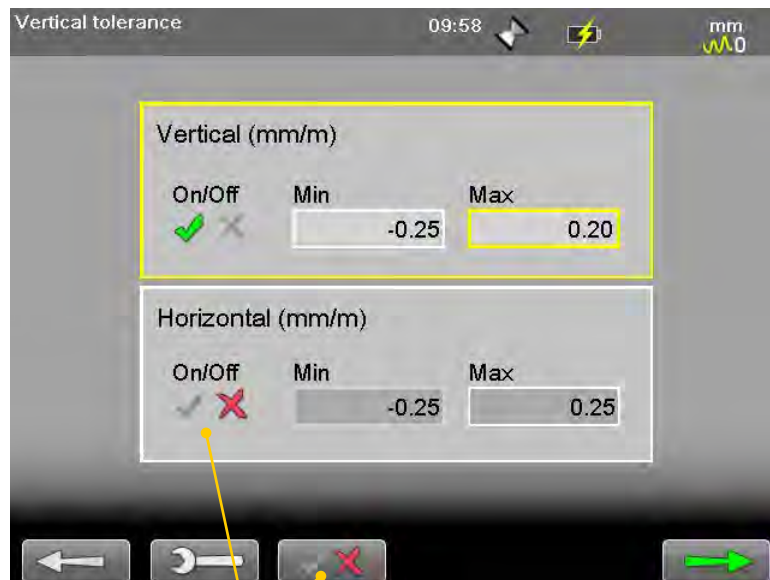 Vertical tolerance 09:58 mm
0
Vertical (mm/m)
On/Off Min Max
-0.25 0.20
Horizontal (mm/m)
On/Off Min Max
-0.25 0.25